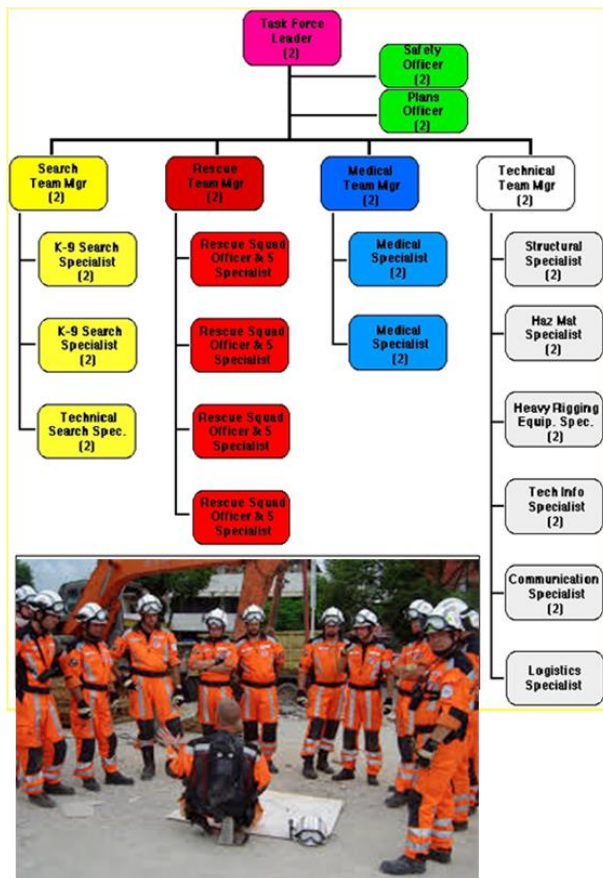 Task Force
Leader
(2)
Safety
Officer
(2)
Plans
Officer
(2)
Search
Team Mgr
(2)
Rescue
Team Mgr
(2)
Medical
Team Mgr
(2)
Technical
Team Mgr
(2)
K-9 Search
Specialist
(2)
K-9 Search
Specialist
(2)
Technical
Search Spec.
(2)
Rescue Squad
Officer & 5
Specialist
Rescue Squad
Officer & 5
Specialist
Rescue Squad
Officer & 5
Specialist
Rescue Squad
Officer & 5
Specialist
Medical
Specialist
(2)
Medical
Specialist
(2)
Structural
Specialist
(2)
Haz Mat
Specialist
(2)
Heavy Rigging
Equip. Spec.
(2)
Tech Info
Specialist
(2)
Communication
Specialist
(2)
Logistics
Specialist